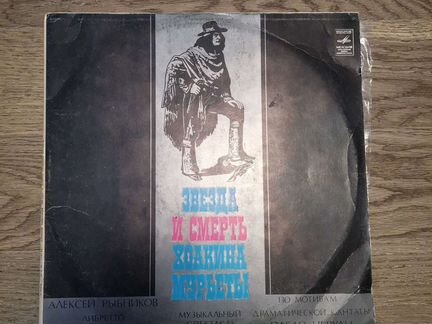 ЗВЕЗДА
И СМЕРТЬ
ХОАКИНА
МУРЬЕТЫ
АЛЕКСЕЙ РЫБНИКОВ
ЛИБРЕТТО
МУЗЫКАЛЬНЫЙ
ПО МОТИВАМ
ДРАМАТИЧЕСКОЙ КАНТАТЫ